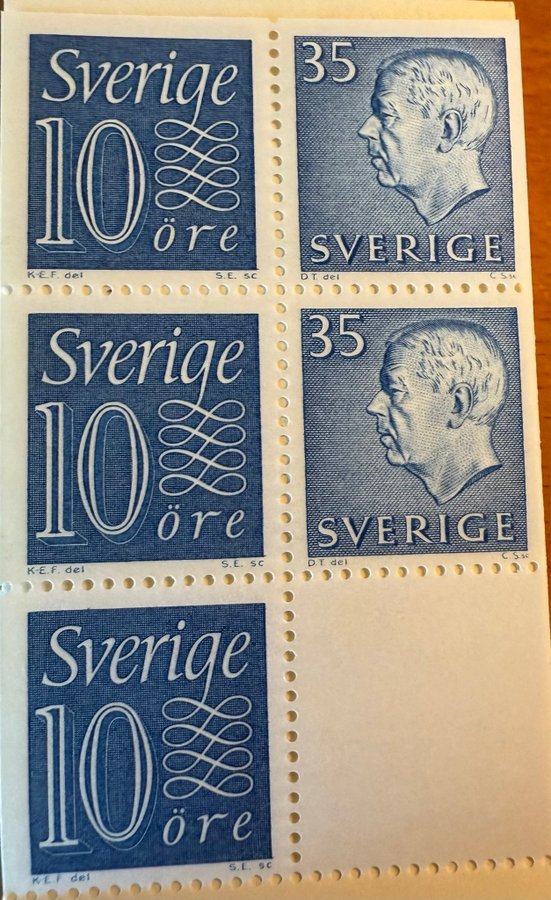 Sverige
10
öre
K-E.F. del S.E. sc
35
SVERIGE
D.T. del C.S.sc
Sverige
10
öre
K-E.F. del S.E. sc
35
SVERIGE
D.T. del C.S.sc
Sverige
10
öre
K-E.F del S.E. sc